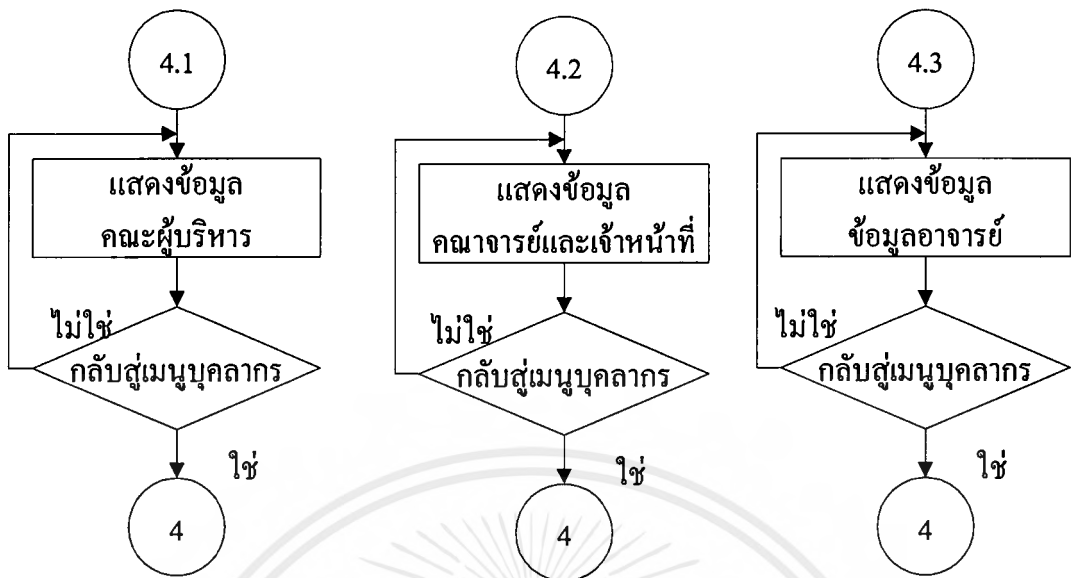 4.1
แสดงข้อมูล
คณะผู้บริหาร
ไม่ใช่
กลับสู่เมนูบุคลากร
ใช่
4
4.2
แสดงข้อมูล
คณาจารย์และเจ้าหน้าที่
ไม่ใช่
กลับสู่เมนูบุคลากร
ใช่
4
4.3
แสดงข้อมูล
ข้อมูลอาจารย์
ไม่ใช่
กลับสู่เมนูบุคลากร
ใช่
4